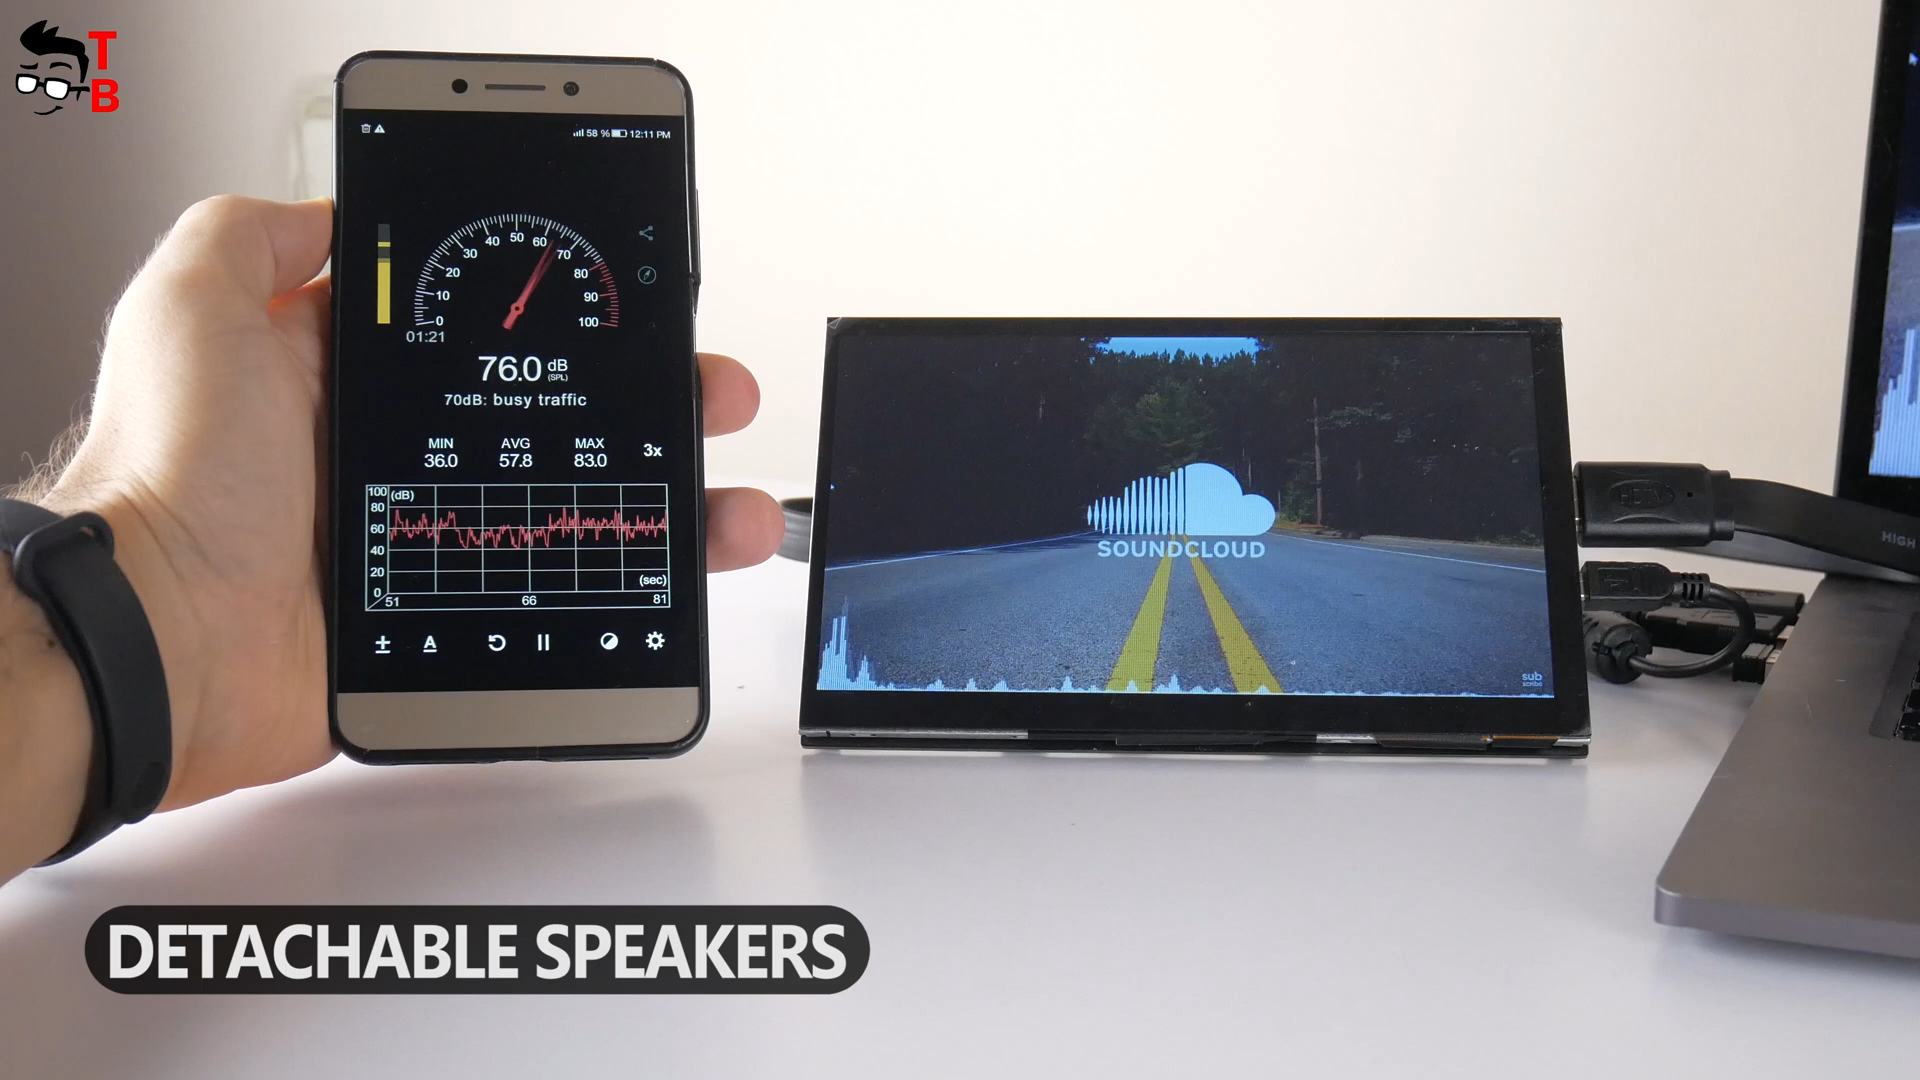 T
B
58 % 12:11 PM
0 10 20 30 40 50 60 70 80 90 100
01:21
76.0 dB
(SPL)
70dB: busy traffic
MIN AVG MAX
36.0 57.8 83.0 3x
100 (dB)
80
60
40
20
0 (sec)
51 66 81
A
SOUNDCLOUD
sub
scribe
HDTV
HIGH
DETACHABLE SPEAKERS